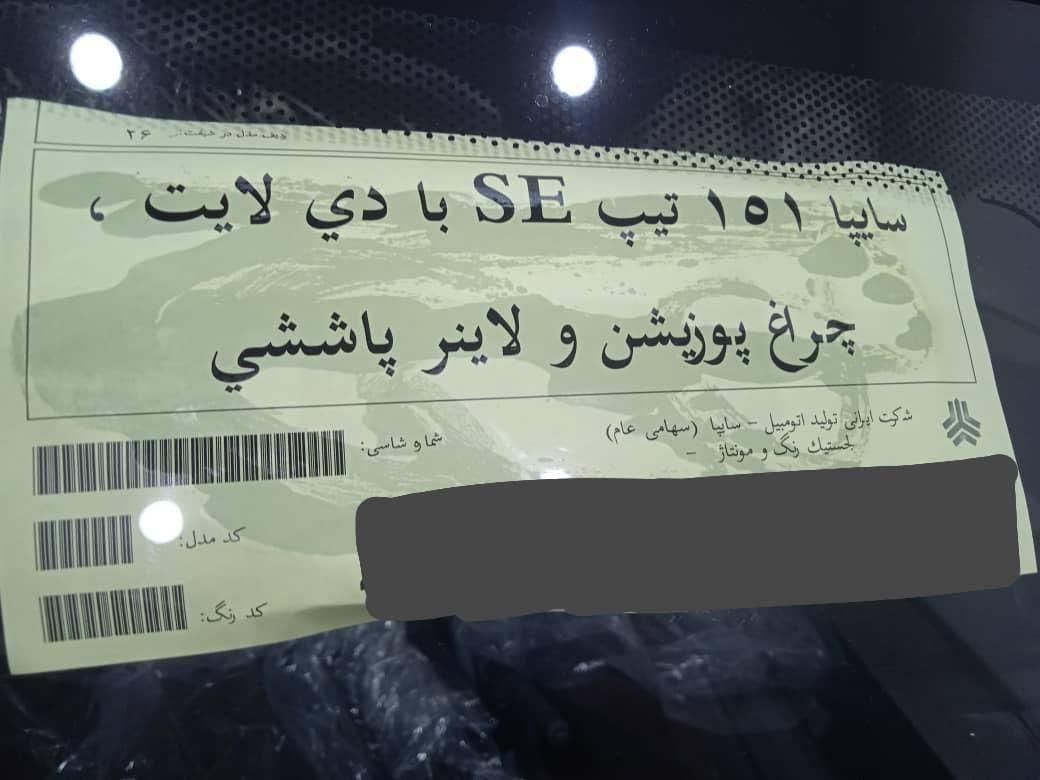 ۲۶
سايپا ۱۵۱ تيپ SE با دي لايت ،
چراغ پوزيشن و لاينر پاششي
شرکت ایرانی تولید اتومبیل - سایپا (سهامی عام)
لجستيك رنگ و مونتاژ -
شماره شاسی:
کد مدل:
کد رنگ: